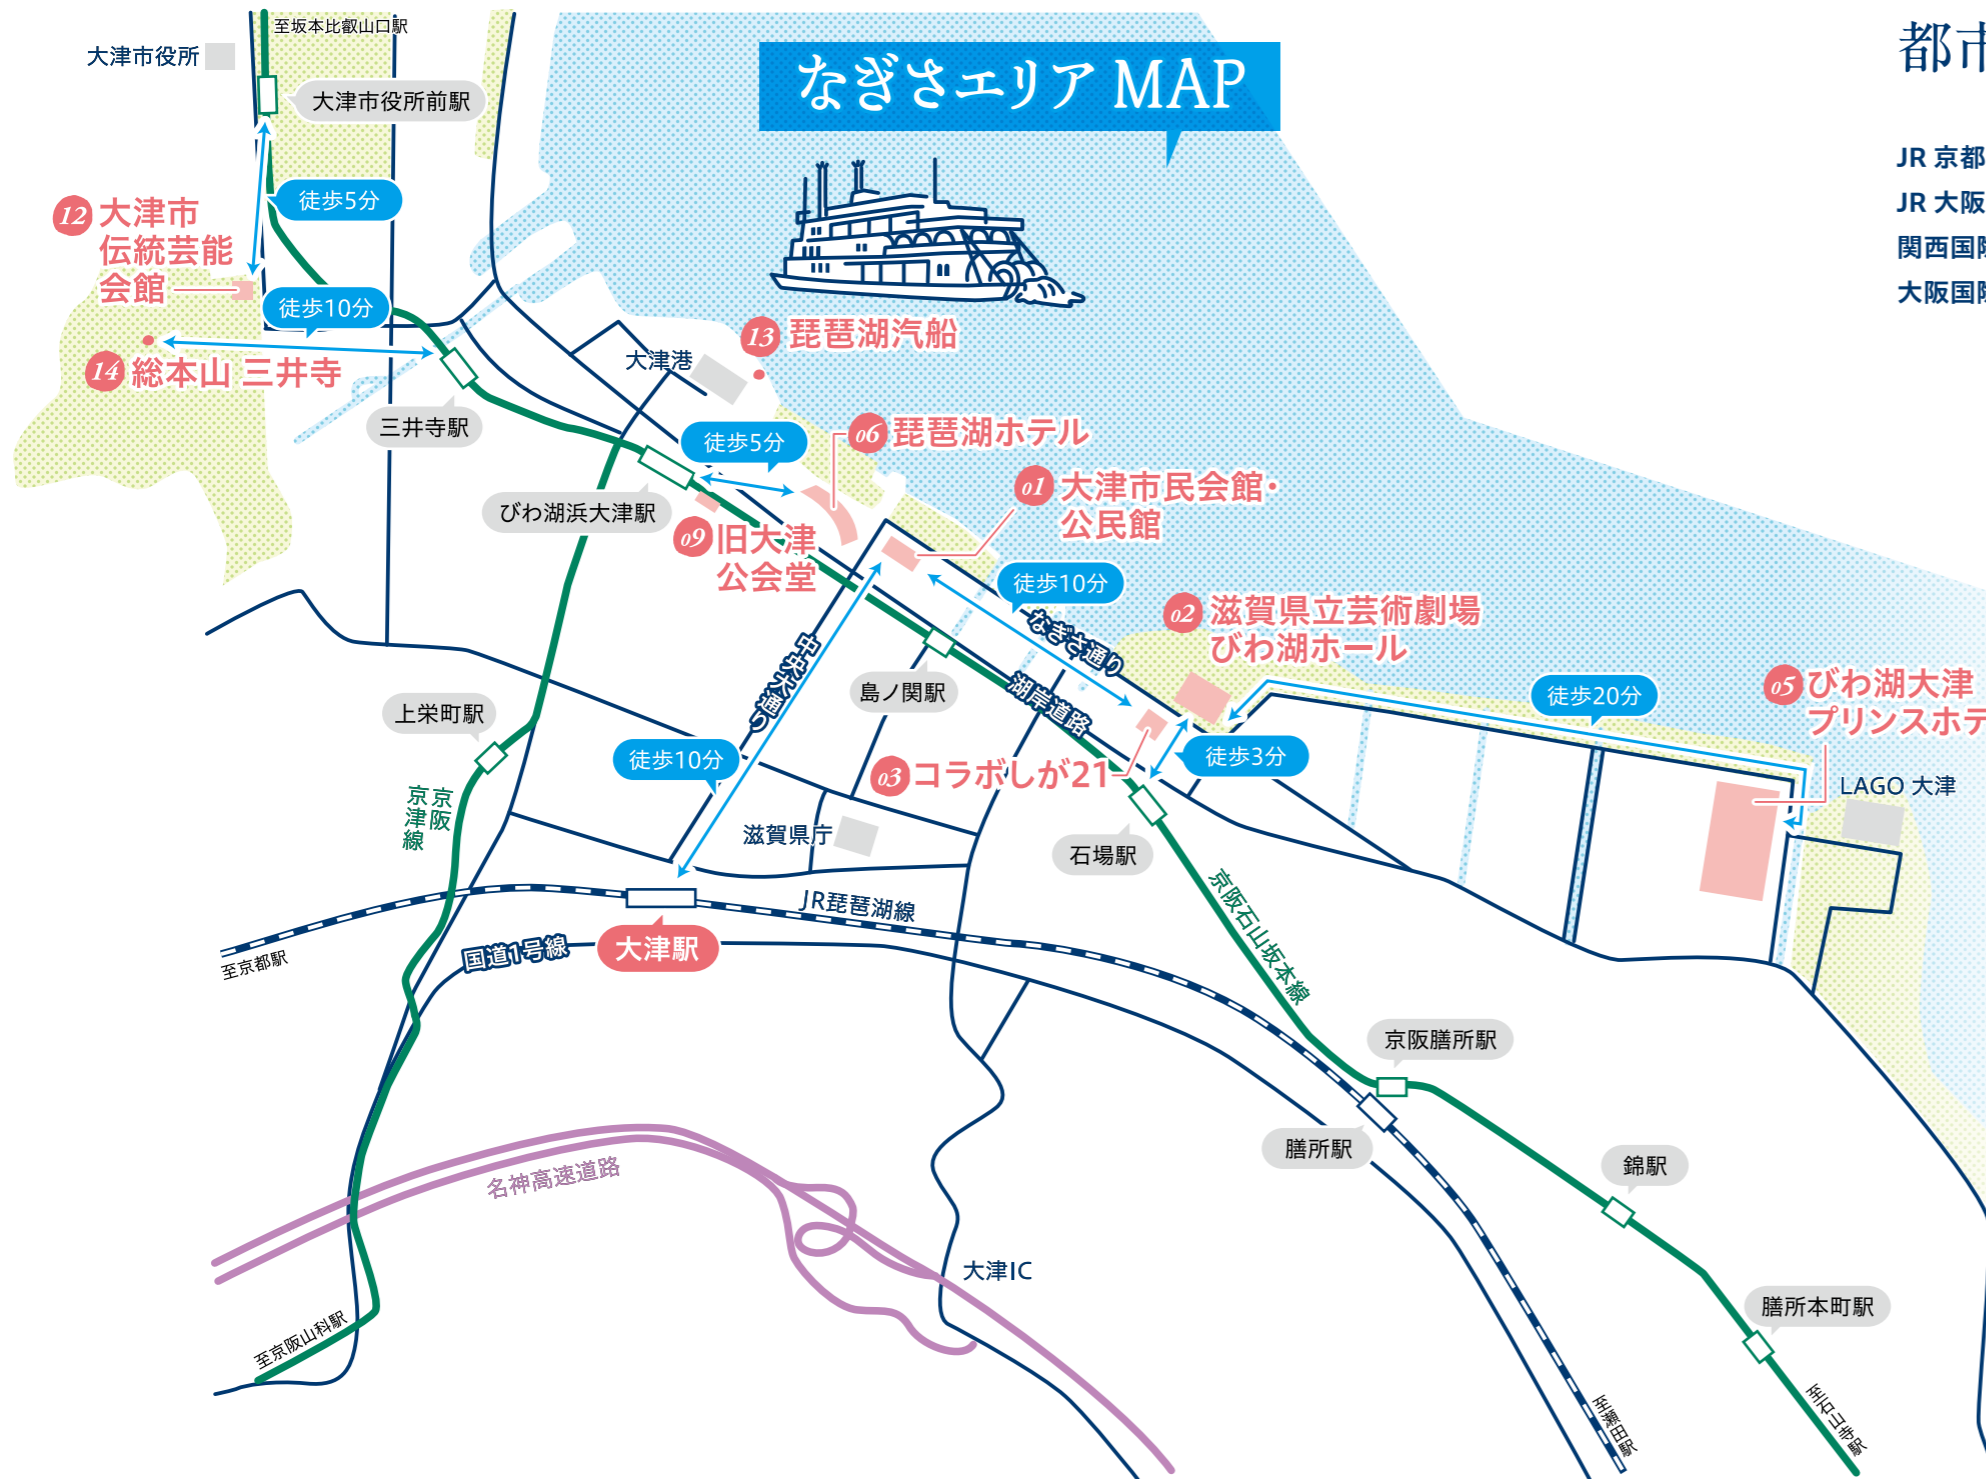 至坂本比叡山口駅
大津市役所
大津市役所前駅
なぎさエリア MAP
都市
JR 京都
JR 大阪
関西国際
大阪国際
徒歩5分
12 大津市
伝統芸能
会館
徒歩10分
14 総本山 三井寺
三井寺駅
大津港
13 琵琶湖汽船
徒歩5分
06 琵琶湖ホテル
びわ湖浜大津駅
09 旧大津
公会堂
01 大津市民会館・
公民館
徒歩10分
なぎさ通り
湖岸道路
中央大通り
島ノ関駅
02 滋賀県立芸術劇場
びわ湖ホール
徒歩20分
05 びわ湖大津
プリンスホテ
LAGO 大津
上栄町駅
徒歩10分
03 コラボしが21
徒歩3分
石場駅
京阪
京津線
滋賀県庁
JR琵琶湖線
京阪石山坂本線
至京都駅
国道1号線
大津駅
京阪膳所駅
膳所駅
錦駅
名神高速道路
大津IC
膳所本町駅
至京阪山科駅
至瀬田駅
至石山寺駅